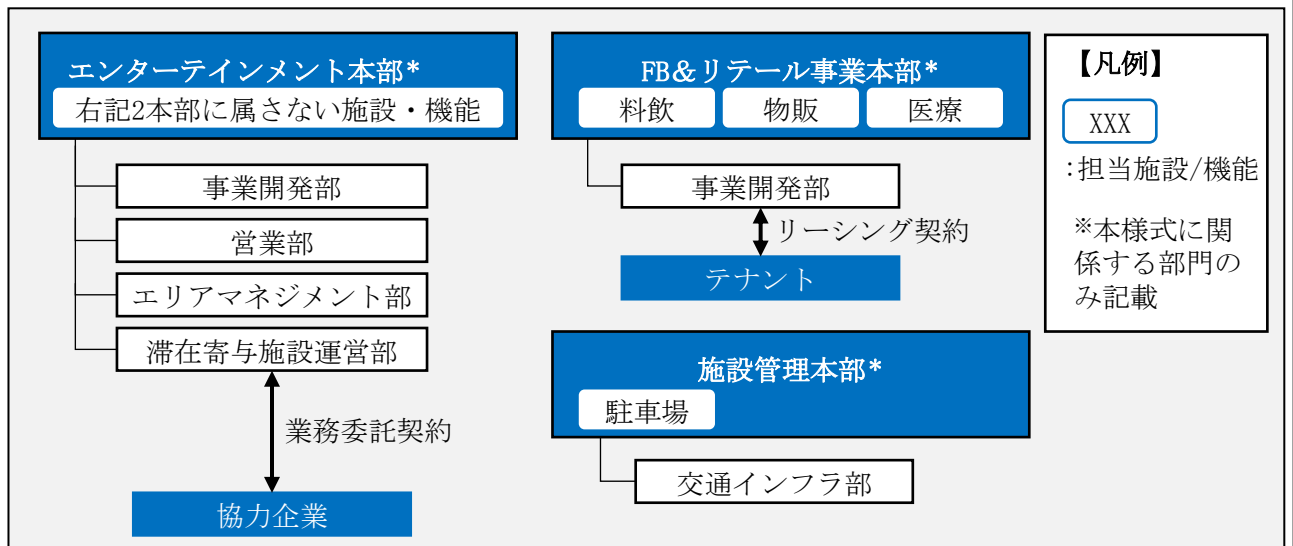 エンターテインメント本部*
右記2本部に属さない施設・機能
事業開発部
営業部
エリアマネジメント部
滞在寄与施設運営部
業務委託契約
協力企業
FB&リテール事業本部*
料飲
物販
医療
事業開発部
リーシング契約
テナント
施設管理本部*
駐車場
交通インフラ部
【凡例】
XXX
:担当施設/機能
※本様式に関
係する部門の
み記載